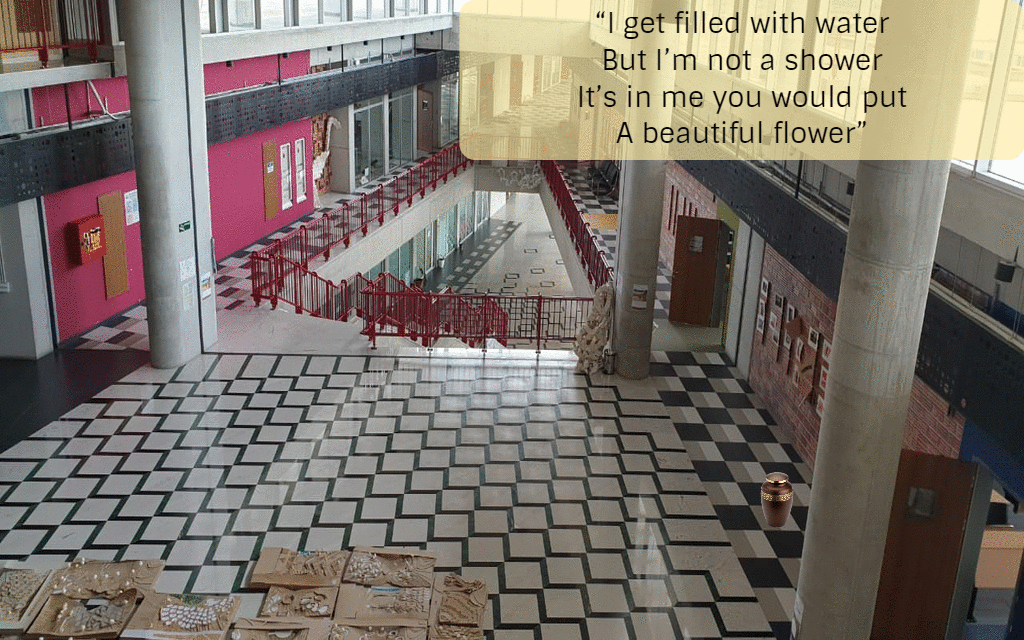 “I get filled with water
But I’m not a shower
It’s in me you would put
A beautiful flower”